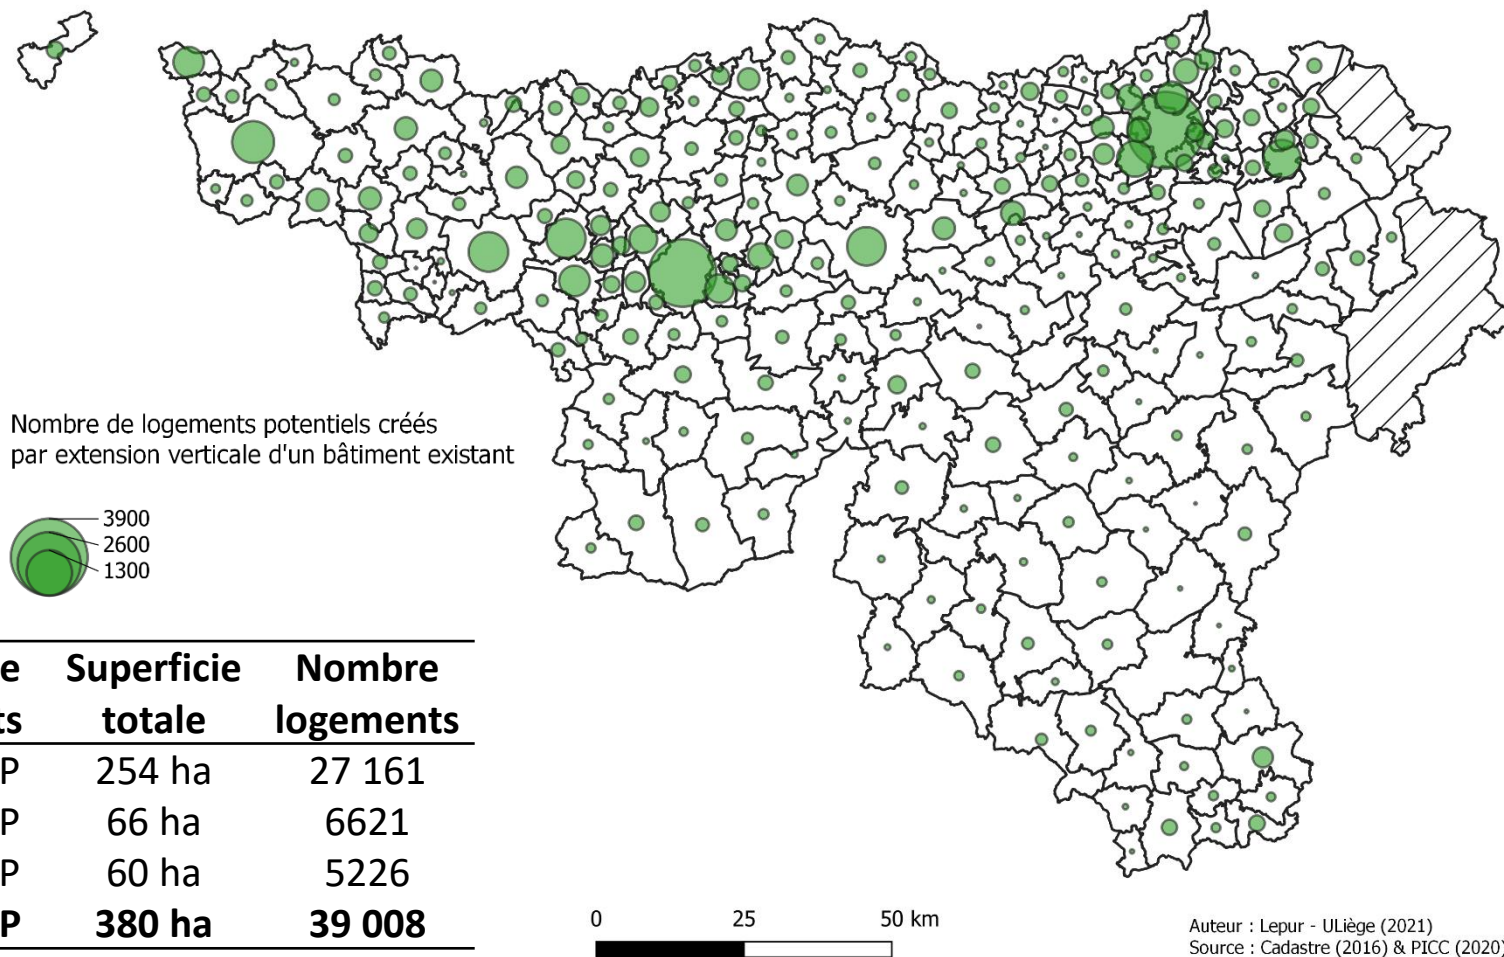 Nombre de logements potentiels créés
par extension verticale d'un bâtiment existant
3900
2600
1300
e Superficie Nombre
ts totale logements
P 254 ha 27 161
P 66 ha 6621
P 60 ha 5226
P 380 ha 39 008
0 25 50 km
Auteur : Lepur - ULiège (2021)
Source : Cadastre (2016) & PICC (2020)